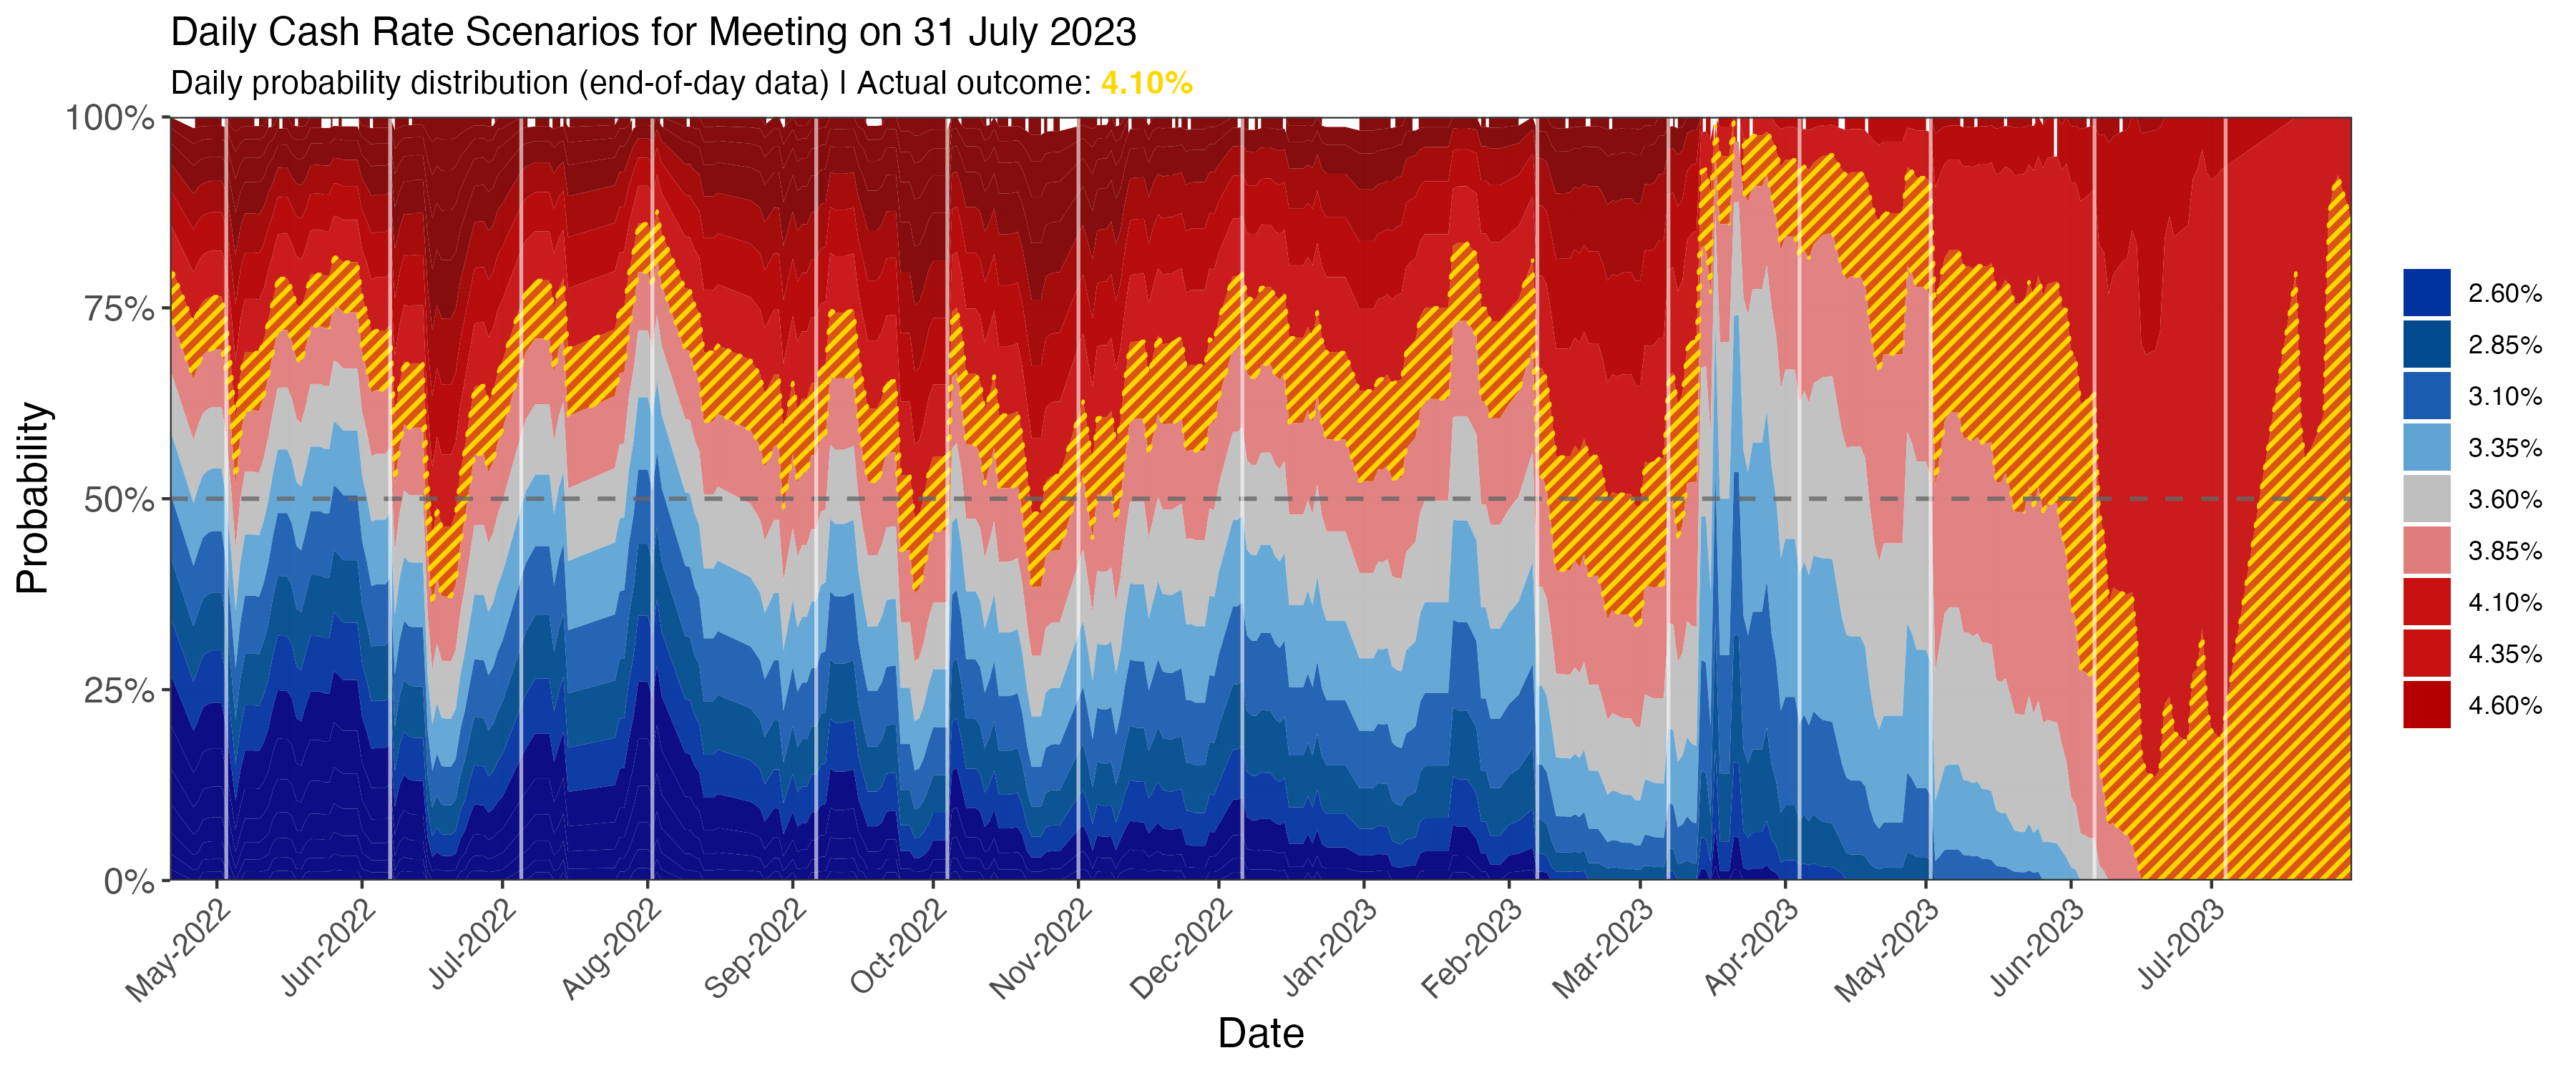 Daily Cash Rate Scenarios for Meeting on 31 July 2023
Daily probability distribution (end-of-day data) | Actual outcome: 4.10%
100%
75%
50%
25%
0%
Probability
May-2022
Jun-2022
Jul-2022
Aug-2022
Sep-2022
Oct-2022
Nov-2022
Dec-2022
Jan-2023
Feb-2023
Mar-2023
Apr-2023
May-2023
Jun-2023
Jul-2023
Date
2.60%
2.85%
3.10%
3.35%
3.60%
3.85%
4.10%
4.35%
4.60%